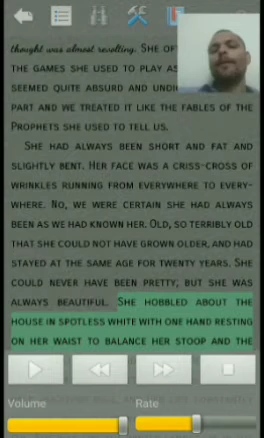 thought was almost revolting. SHE OF
THE GAMES SHE USED TO PLAY AS
SEEMED QUITE ABSURD AND UNDIG
PART AND WE TREATED IT LIKE THE FABLES OF THE
PROPHETS SHE USED TO TELL US.
SHE HAD ALWAYS BEEN SHORT AND FAT AND
SLIGHTLY BENT. HER FACE WAS A CRISS-CROSS OF
WRINKLES RUNNING FROM EVERYWHERE TO EVERY-
WHERE. NO, WE WERE CERTAIN SHE HAD ALWAYS
BEEN AS WE HAD KNOWN HER. OLD, SO TERRIBLY OLD
THAT SHE COULD NOT HAVE GROWN OLDER, AND HAD
STAYED AT THE SAME AGE FOR TWENTY YEARS. SHE
COULD NEVER HAVE BEEN PRETTY; BUT SHE WAS
ALWAYS BEAUTIFUL. SHE HOBBLED ABOUT THE
HOUSE IN SPOTLESS WHITE WITH ONE HAND RESTING
ON HER WAIST TO BALANCE HER STOOP AND THE
Volume Rate